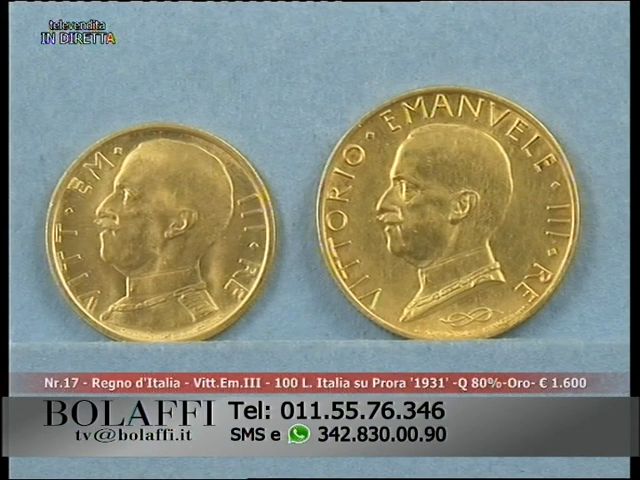 televendita
IN DIRETTA
VITT · EM · III · RE
VITTORIO · EMANVELE · III · RE
Nr.17 - Regno d'Italia - Vitt.Em.III - 100 L. Italia su Prora '1931' -Q 80%-Oro- € 1.600
BOLAFFI Tel: 011.55.76.346
tv@bolaffi.it SMS e 342.830.00.90